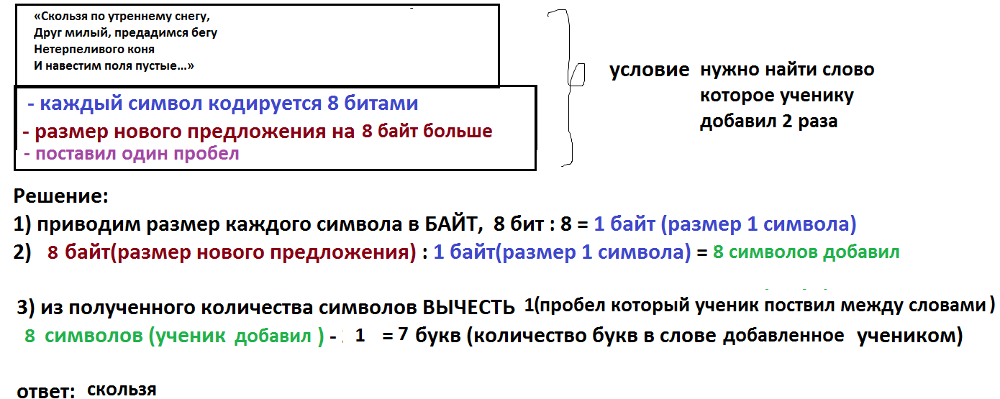 «Скользя по утреннему снегу,
Друг милый, предадимся бегу
Нетерпеливого коня
И навестим поля пустые…»
- каждый символ кодируется 8 битами
- размер нового предложения на 8 байт больше
- поставил один пробел
условие нужно найти слово
которое ученику
добавил 2 раза
Решение:
1) приводим размер каждого символа в БАЙТ, 8 бит : 8 = 1 байт (размер 1 символа)
2) 8 байт(размер нового предложения) : 1 байт(размер 1 символа) = 8 символов добавил
3) из полученного количества символов ВЫЧЕСТЬ 1(пробел который ученик поствил между словами)
8 символов (ученик добавил ) - 1 = 7 букв (количество букв в слове добавленное учеником)
ответ: скользя